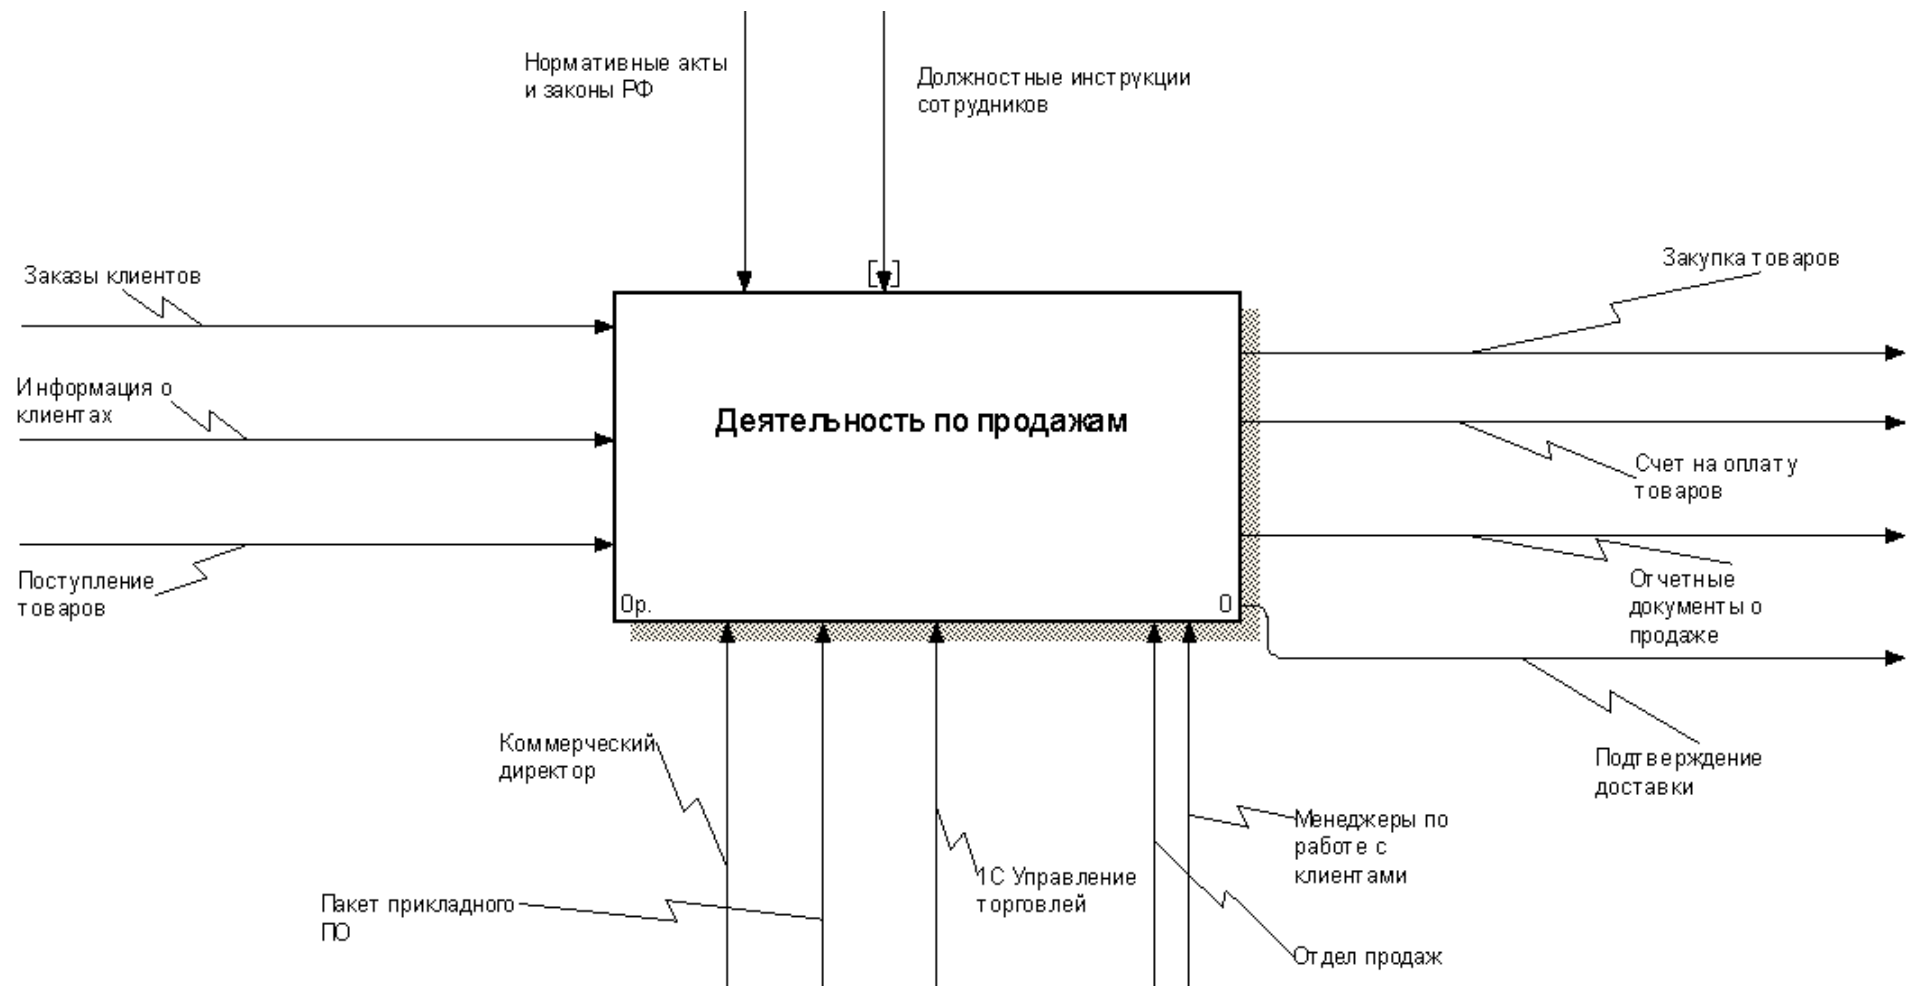 Нормативные акты
и законы РФ
Должностные инструкции
сотрудников
Заказы клиентов
Информация о
клиентах
Поступление
товаров
Деятельность по продажам
0р.
0
Закупка товаров
Счет на оплату
товаров
Отчетные
документы о
продаже
Подтверждение
доставки
Коммерческий
директор
Пакет прикладного
ПО
1С Управление
торговлей
Менеджеры по
работе с
клиентами
Отдел продаж